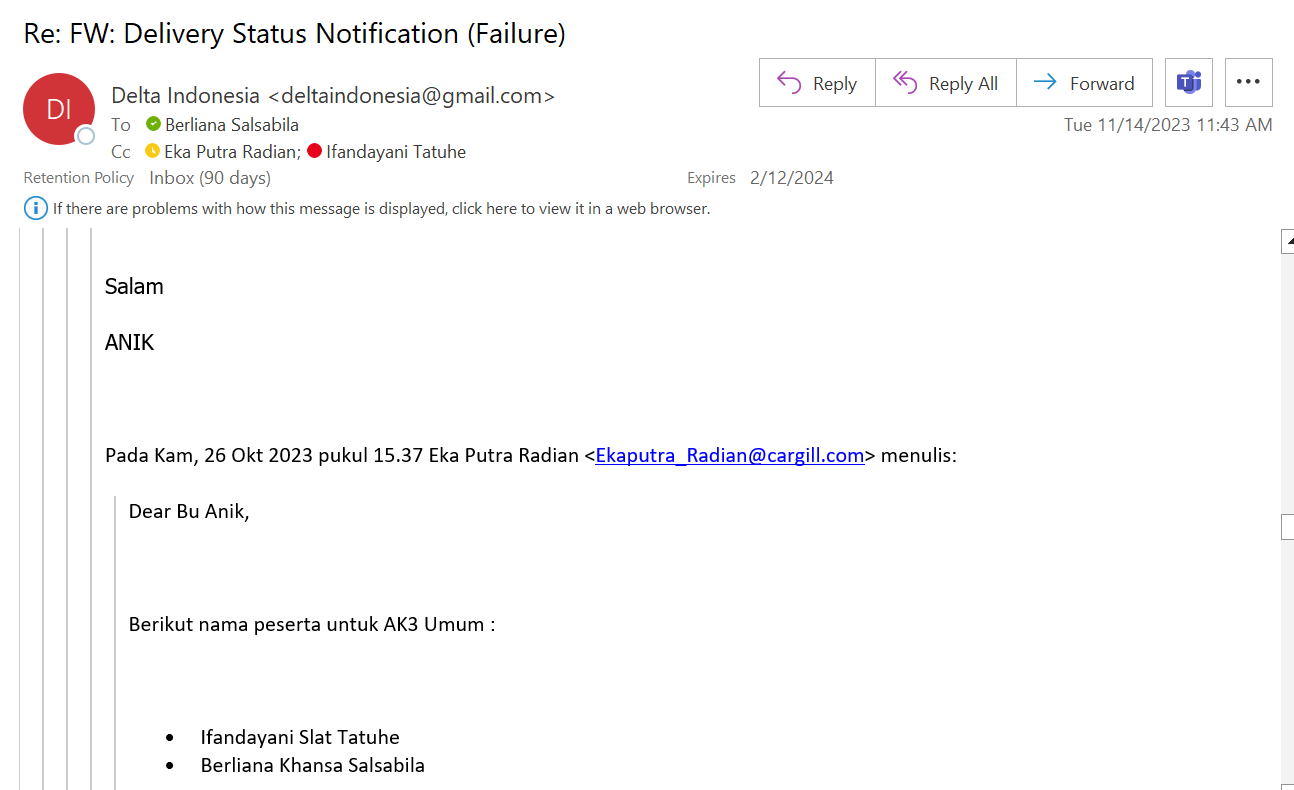 Re: FW: Delivery Status Notification (Failure)
DI
Delta Indonesia <deltaindonesia@gmail.com>
Reply
Reply All
Forward
To Berliana Salsabila
Tue 11/14/2023 11:43 AM
Cc Eka Putra Radian; Ifandayani Tatuhe
Retention Policy Inbox (90 days)
Expires 2/12/2024
If there are problems with how this message is displayed, click here to view it in a web browser.
Salam
ANIK
Pada Kam, 26 Okt 2023 pukul 15.37 Eka Putra Radian <Ekaputra_Radian@cargill.com> menulis:
Dear Bu Anik,
Berikut nama peserta untuk AK3 Umum :
• Ifandayani Slat Tatuhe
• Berliana Khansa Salsabila